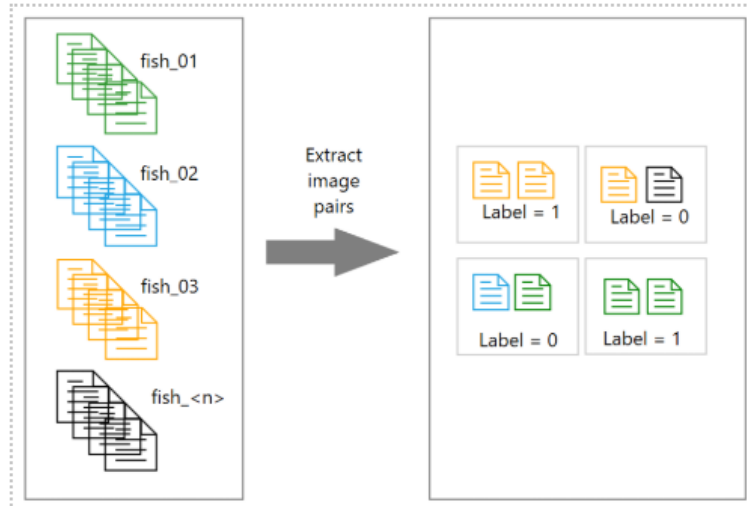 fish_01
fish_02
fish_03
fish_<n>
Extract
image
pairs
Label = 1
Label = 0
Label = 0
Label = 1